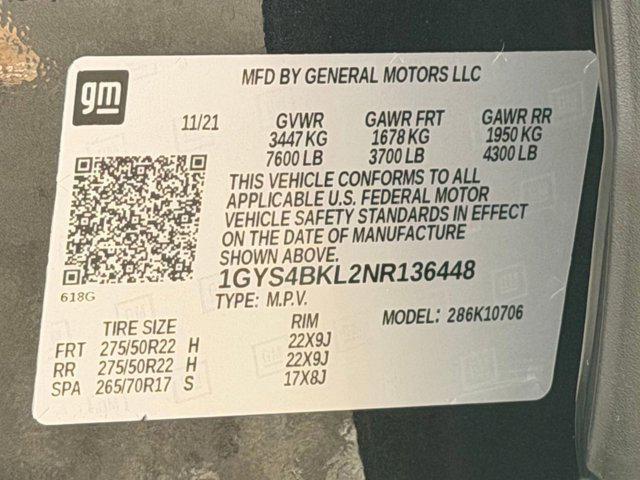 gm
MFD BY GENERAL MOTORS LLC
11/21 GVWR GAWR FRT GAWR RR
3447 KG 1678 KG 1950 KG
7600 LB 3700 LB 4300 LB
THIS VEHICLE CONFORMS TO ALL
APPLICABLE U.S. FEDERAL MOTOR
VEHICLE SAFETY STANDARDS IN EFFECT
ON THE DATE OF MANUFACTURE
SHOWN ABOVE.
618G
1GYS4BKL2NR136448
TYPE: M.P.V.
MODEL: 286K10706
TIRE SIZE RIM
FRT 275/50R22 H 22X9J
RR 275/50R22 H 22X9J
SPA 265/70R17 S 17X8J